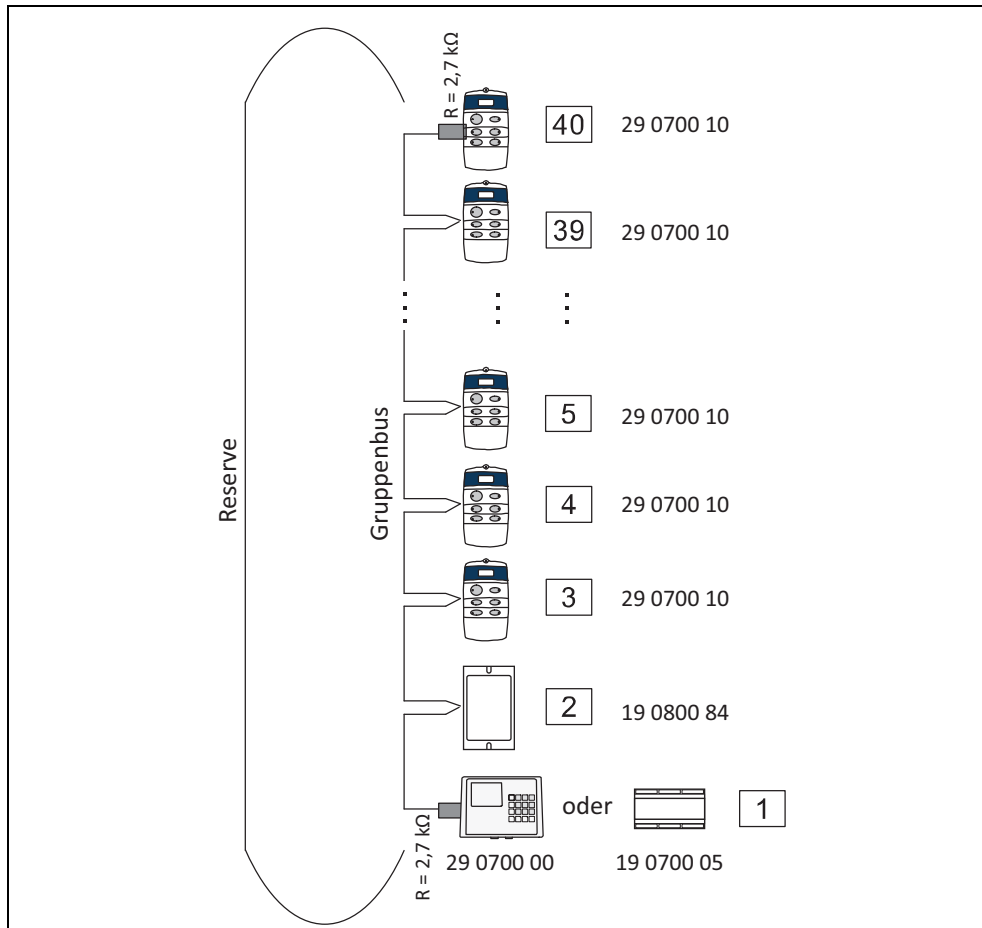 R = 2,7 kΩ
40 29 0700 10
39 29 0700 10
5 29 0700 10
Reserve
Gruppenbus
4 29 0700 10
3 29 0700 10
2 19 0800 84
oder 1
R = 2,7 kΩ
29 0700 00 19 0700 05